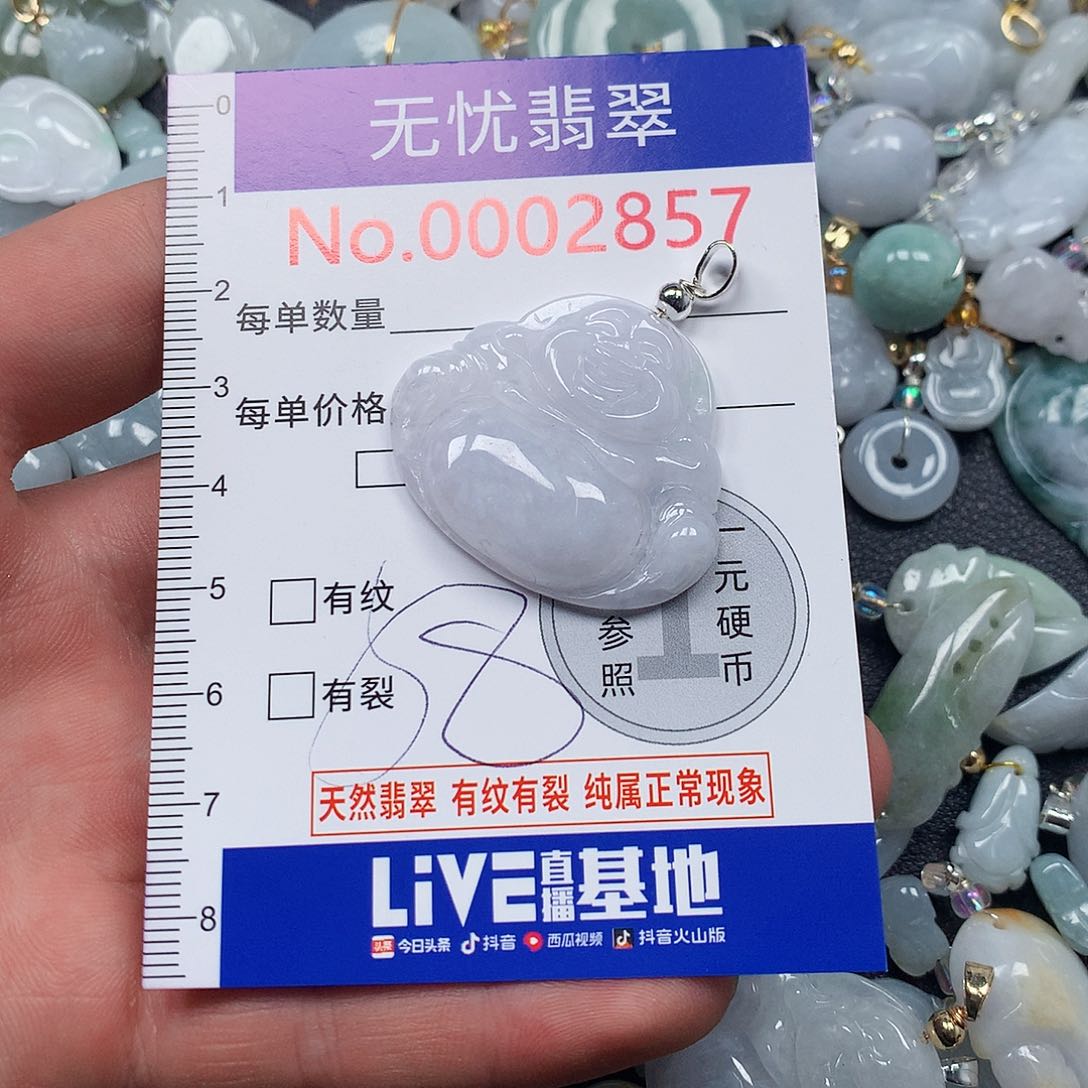 无忧翡翠
No.0002857
0
1
2
3
4
5
6
7
8
每单数量
每单价格
有纹
有裂
58
一元硬币
参照
1
天然翡翠 有纹有裂 纯属正常现象
LiVE直播基地
头条 今日头条 抖音 西瓜视频 抖音火山版